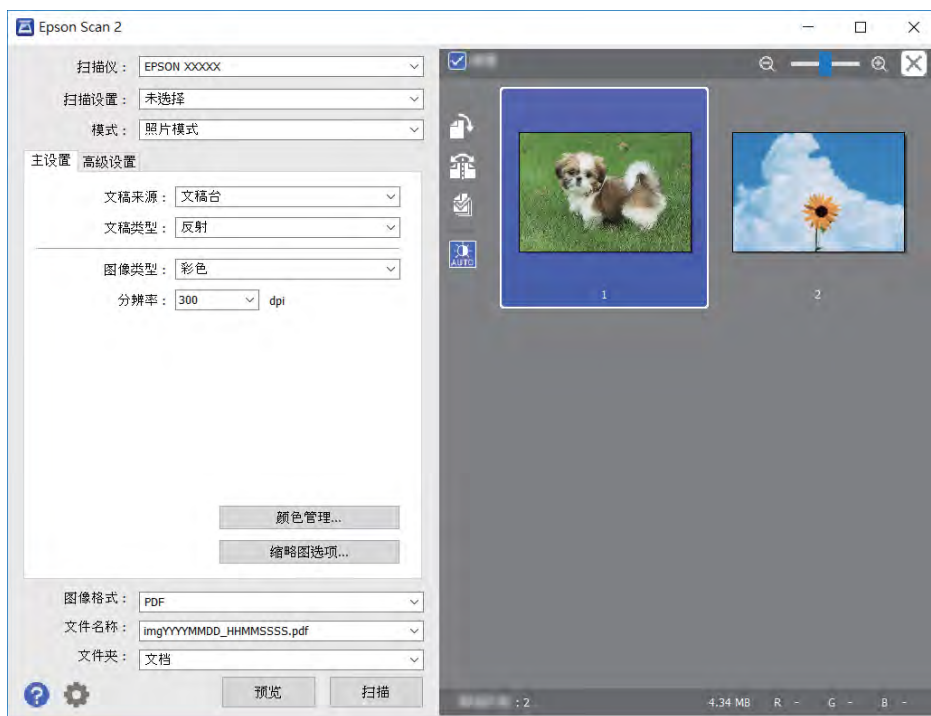 Epson Scan 2
扫描仪： EPSON XXXXX
扫描设置： 未选择
模式： 照片模式
主设置 高级设置
文稿来源： 文稿台
文稿类型： 反射
图像类型： 彩色
分辨率： 300 dpi
颜色管理...
缩略图选项...
图像格式： PDF
文件名称： imgYYYYMMDD_HHMMSSSS.pdf
文件夹： 文档
预览 扫描
AUTO
1 2
: 2 4.34 MB R - G - B -